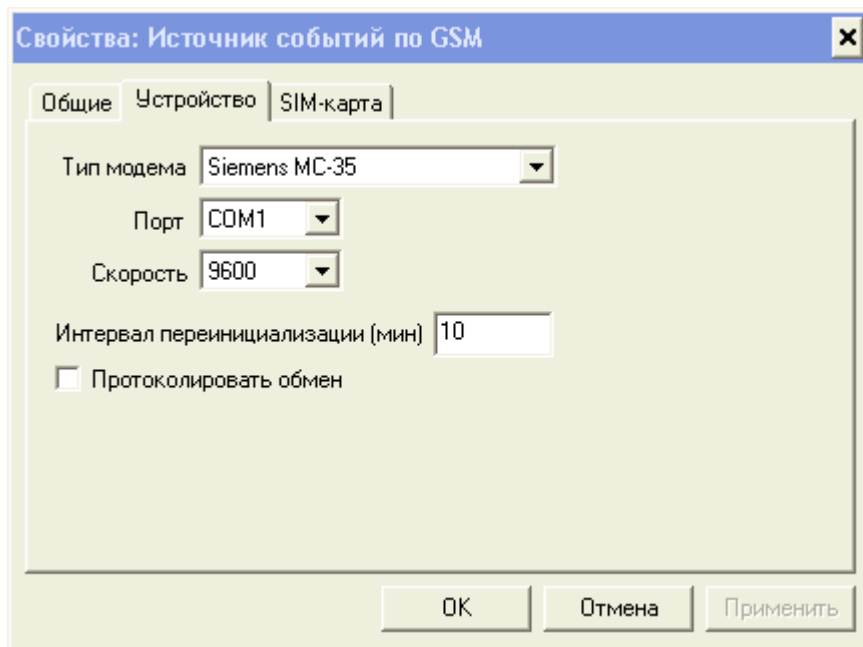 Свойства: Источник событий по GSM
Общие Устройство SIM-карта
Тип модема Siemens MC-35
Порт COM1
Скорость 9600
Интервал переинициализации (мин) 10
Протоколировать обмен
OK Отмена Применить